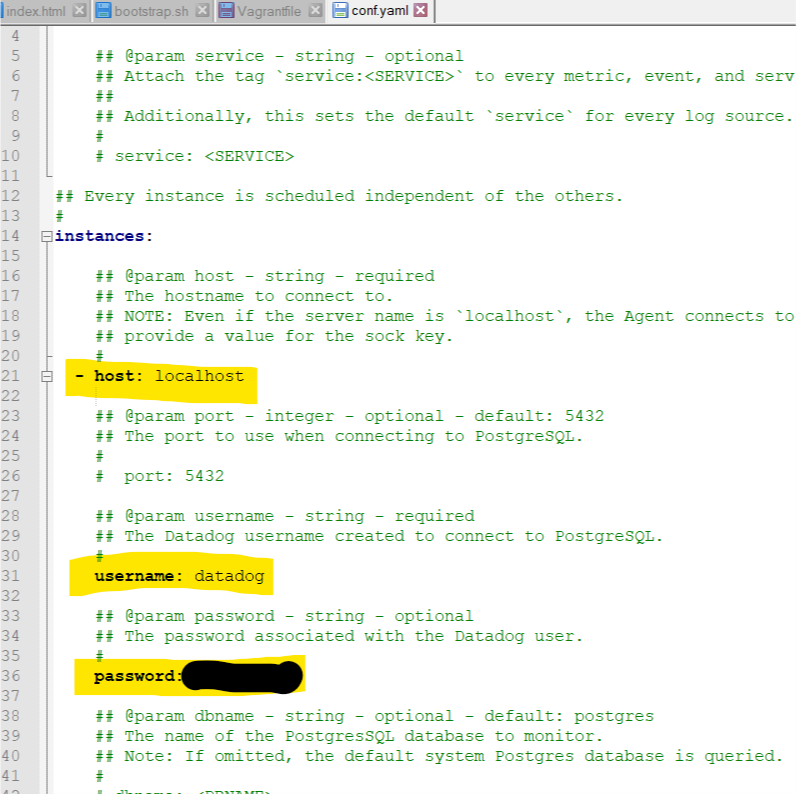 index.html bootstrap.sh Vagrantfile conf.yaml
4
5 ## @param service - string - optional
6 ## Attach the tag `service:<SERVICE>` to every metric, event, and serv
7 ##
8 ## Additionally, this sets the default `service` for every log source.
9 #
10 # service: <SERVICE>
11
12 ## Every instance is scheduled independent of the others.
13 #
14 instances:
15
16 ## @param host - string - required
17 ## The hostname to connect to.
18 ## NOTE: Even if the server name is `localhost`, the Agent connects to
19 ## provide a value for the sock key.
20 #
21 - host: localhost
22
23 ## @param port - integer - optional - default: 5432
24 ## The port to use when connecting to PostgreSQL.
25 #
26 # port: 5432
27
28 ## @param username - string - required
29 ## The Datadog username created to connect to PostgreSQL.
30 #
31 username: datadog
32
33 ## @param password - string - optional
34 ## The password associated with the Datadog user.
35 #
36 password:
37
38 ## @param dbname - string - optional - default: postgres
39 ## The name of the PostgresSQL database to monitor.
40 ## Note: If omitted, the default system Postgres database is queried.
41 #
42 # dbname: <DBNAME>